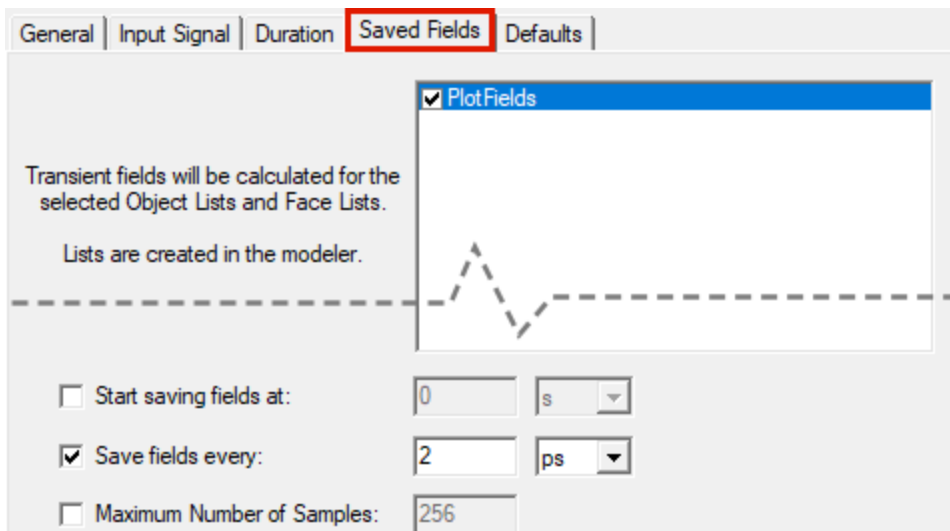 General Input Signal Duration Saved Fields Defaults
PlotFields
Transient fields will be calculated for the
selected Object Lists and Face Lists.
Lists are created in the modeler.
Start saving fields at: 0 s
Save fields every: 2 ps
Maximum Number of Samples: 256